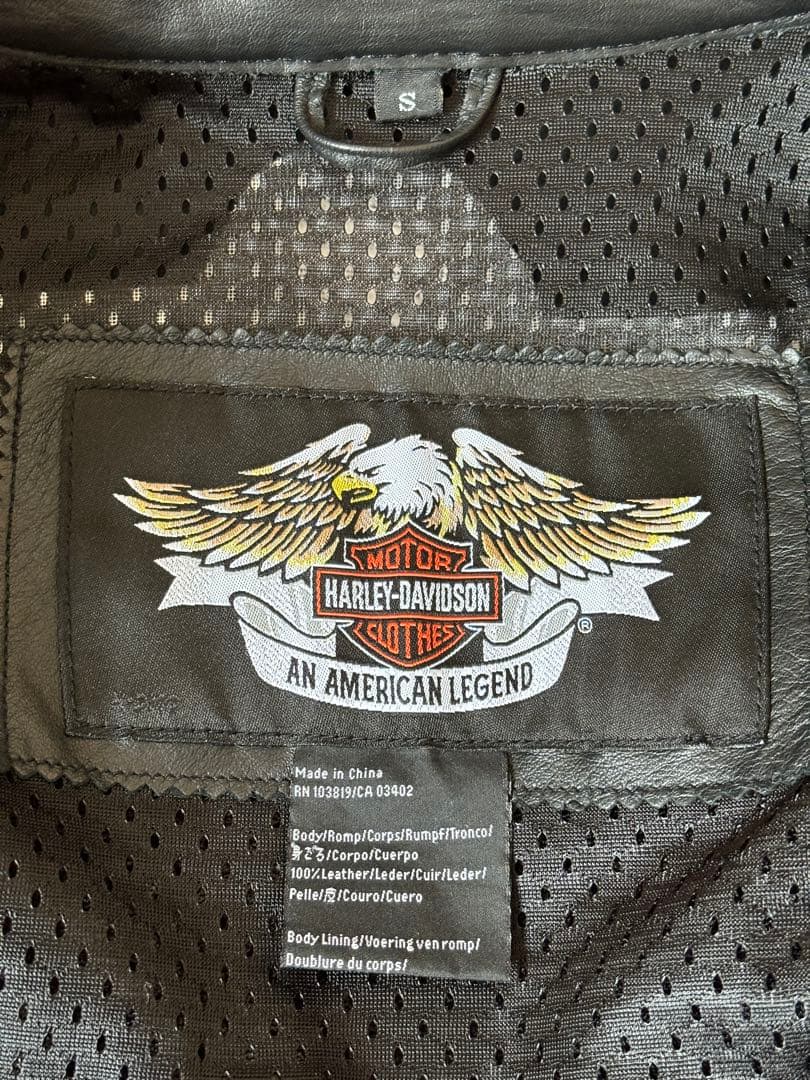 S
MOTOR
HARLEY-DAVIDSON
CLOTHES
®
AN AMERICAN LEGEND
Made in China
RN 103819/CA 03402
Body/Romp/Corps/Rumpf/Tronco/
身ごろ/Corpo/Cuerpo
100%Leather/Leder/Cuir/Leder/
Pelle/皮/Couro/Cuero
Body Lining/Voering ven romp/
Doublure du corps/